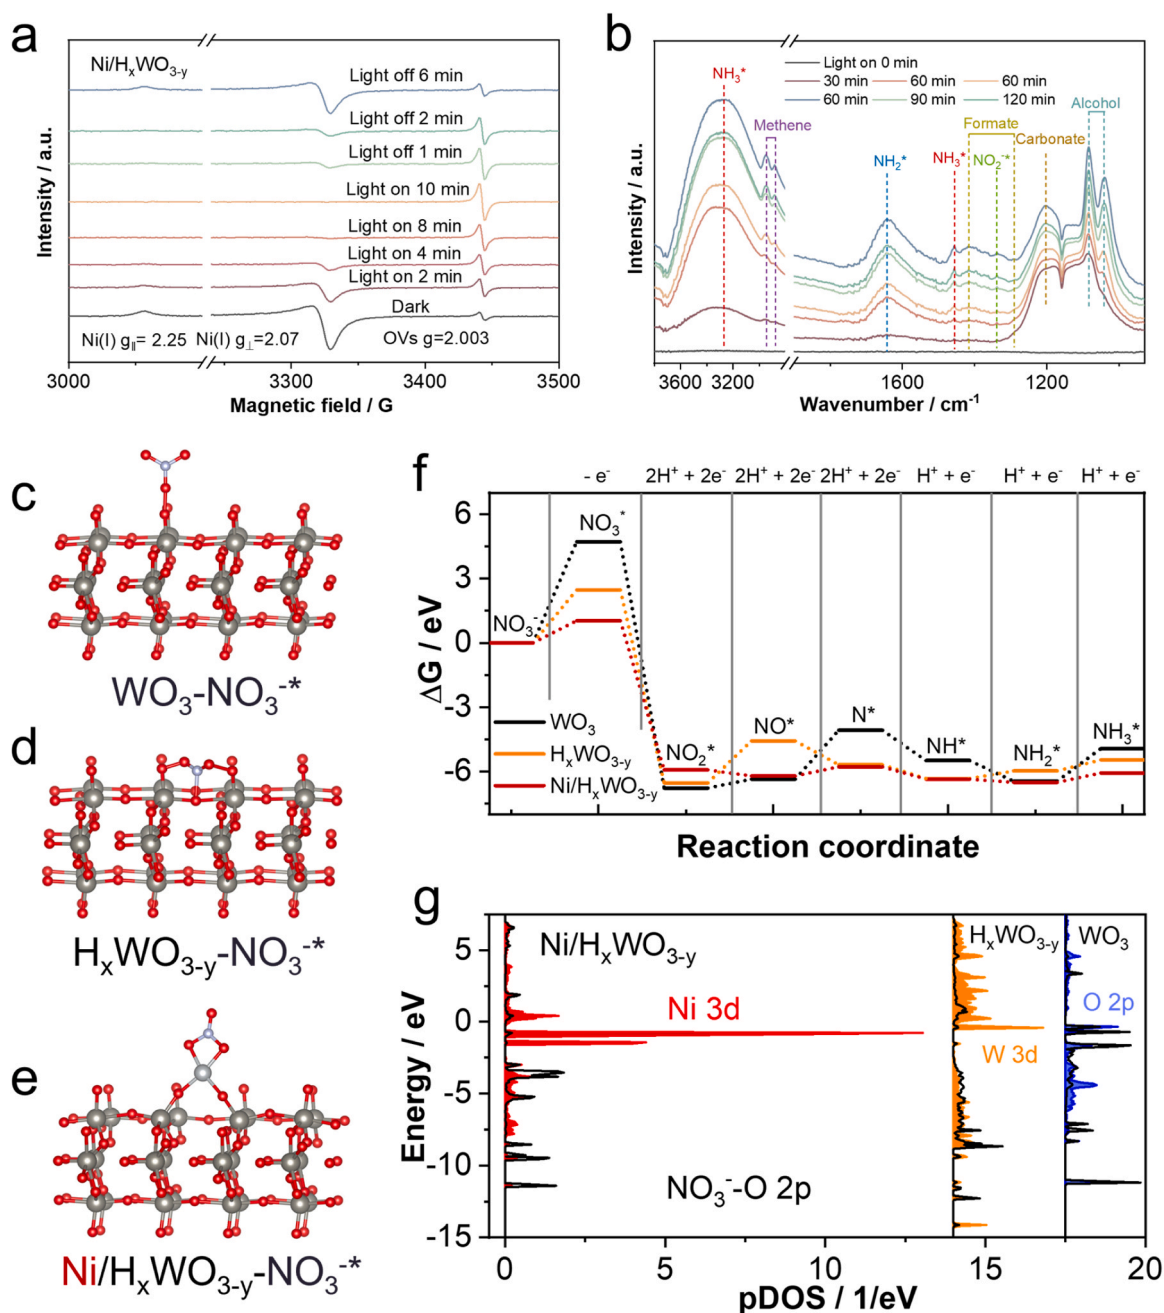 a
Ni/HₓWO₃₋ᵧ
Light off 6 min
Light off 2 min
Light off 1 min
Light on 10 min
Light on 8 min
Light on 4 min
Light on 2 min
Dark
Ni(I) g∥= 2.25 Ni(I) g⊥=2.07 OVs g=2.003
Intensity / a.u.
3000 3300 3400 3500
Magnetic field / G
b
Light on 0 min
30 min 60 min 60 min
60 min 90 min 120 min
NH₃*
Methene
NH₂*
NH₃*
Formate
NO₂⁻*
Carbonate
Alcohol
Intensity / a.u.
3600 3200 1600 1200
Wavenumber / cm⁻¹
c
WO₃-NO₃⁻*
d
HₓWO₃₋ᵧ-NO₃⁻*
e
Ni/HₓWO₃₋ᵧ-NO₃⁻*
f
- e⁻ 2H⁺ + 2e⁻ 2H⁺ + 2e⁻ 2H⁺ + 2e⁻ H⁺ + e⁻ H⁺ + e⁻ H⁺ + e⁻
6
3
0
-3
-6
ΔG / eV
NO₃⁻
NO₃*
NO₂*
NO*
N*
NH*
NH₂*
NH₃*
WO₃
HₓWO₃₋ᵧ
Ni/HₓWO₃₋ᵧ
Reaction coordinate
g
Ni/HₓWO₃₋ᵧ
HₓWO₃₋ᵧ
WO₃
Ni 3d
W 3d
O 2p
NO₃⁻-O 2p
5
0
-5
-10
-15
Energy / eV
0 5 10 15 20
pDOS / 1/eV